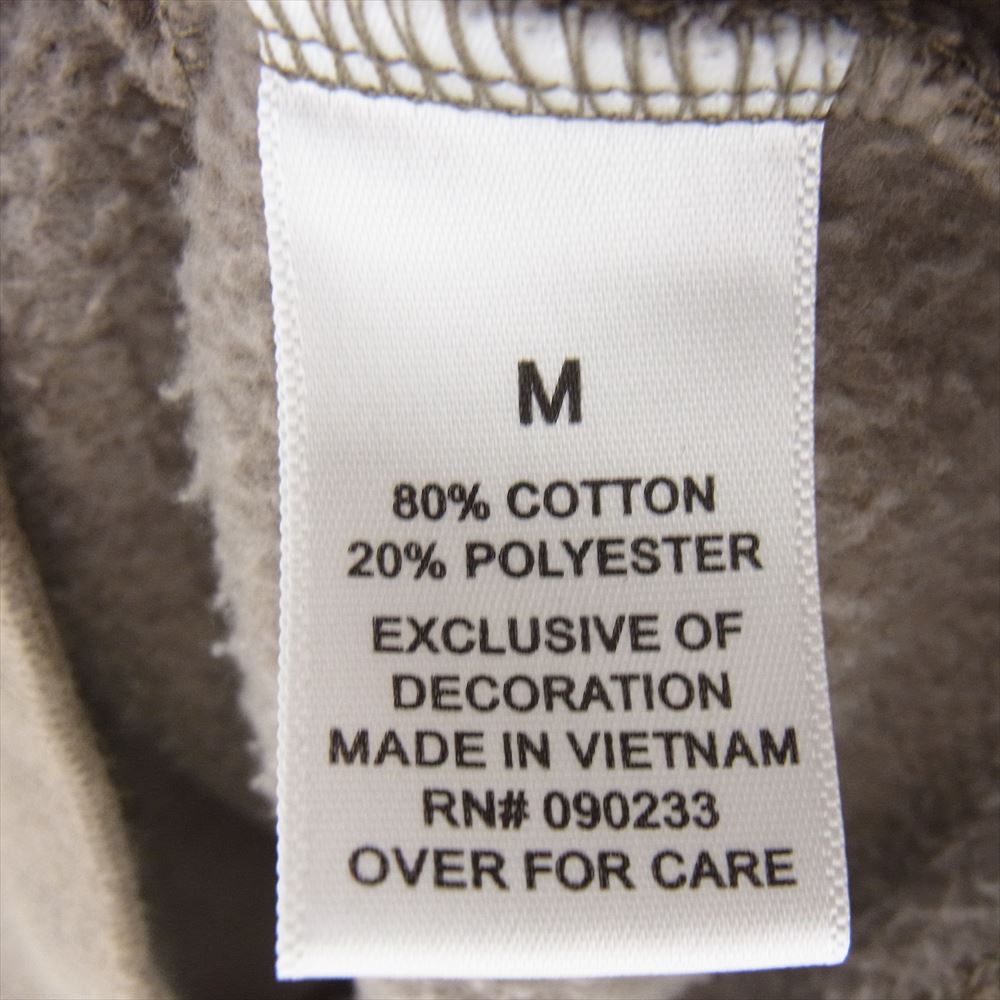 M
80% COTTON
20% POLYESTER
EXCLUSIVE OF
DECORATION
MADE IN VIETNAM
RN# 090233
OVER FOR CARE